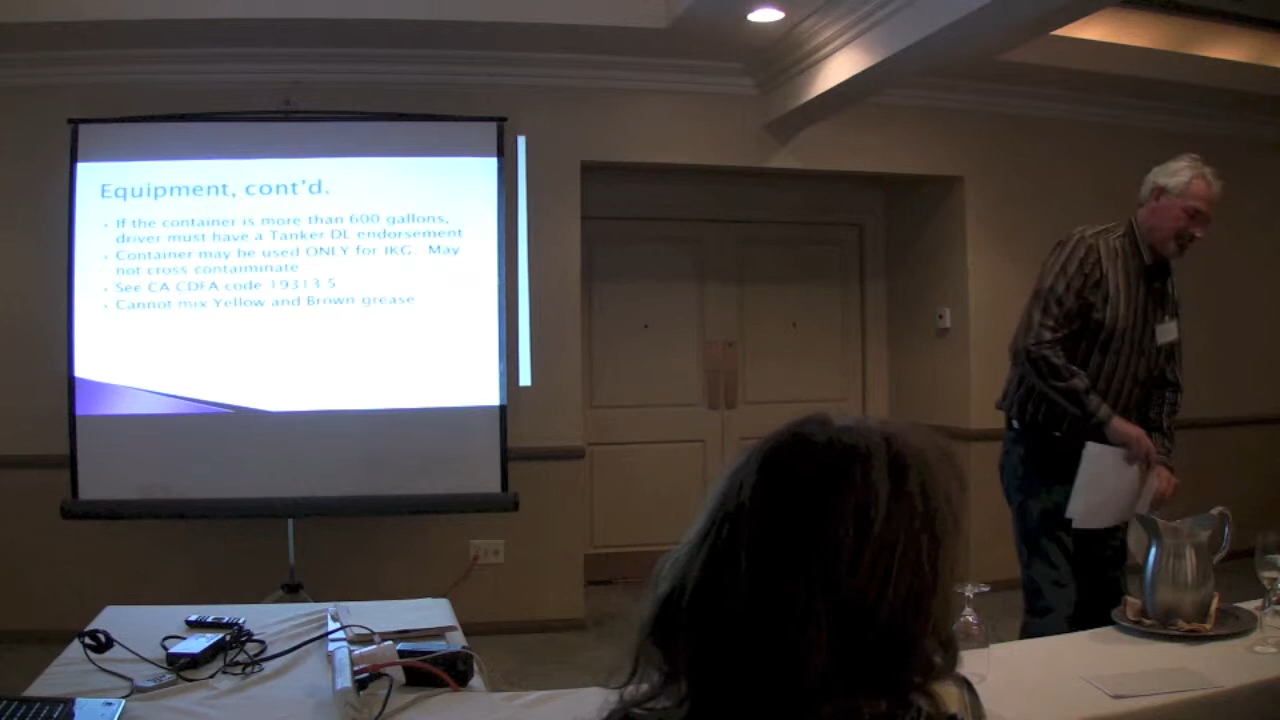 Equipment, cont'd.
• If the container is more than 600 gallons,
driver must have a Tanker DL endorsement
• Container may be used ONLY for IKG. May
not cross contaiminate
• See CA CDFA code 19313.5
• Cannot mix Yellow and Brown grease